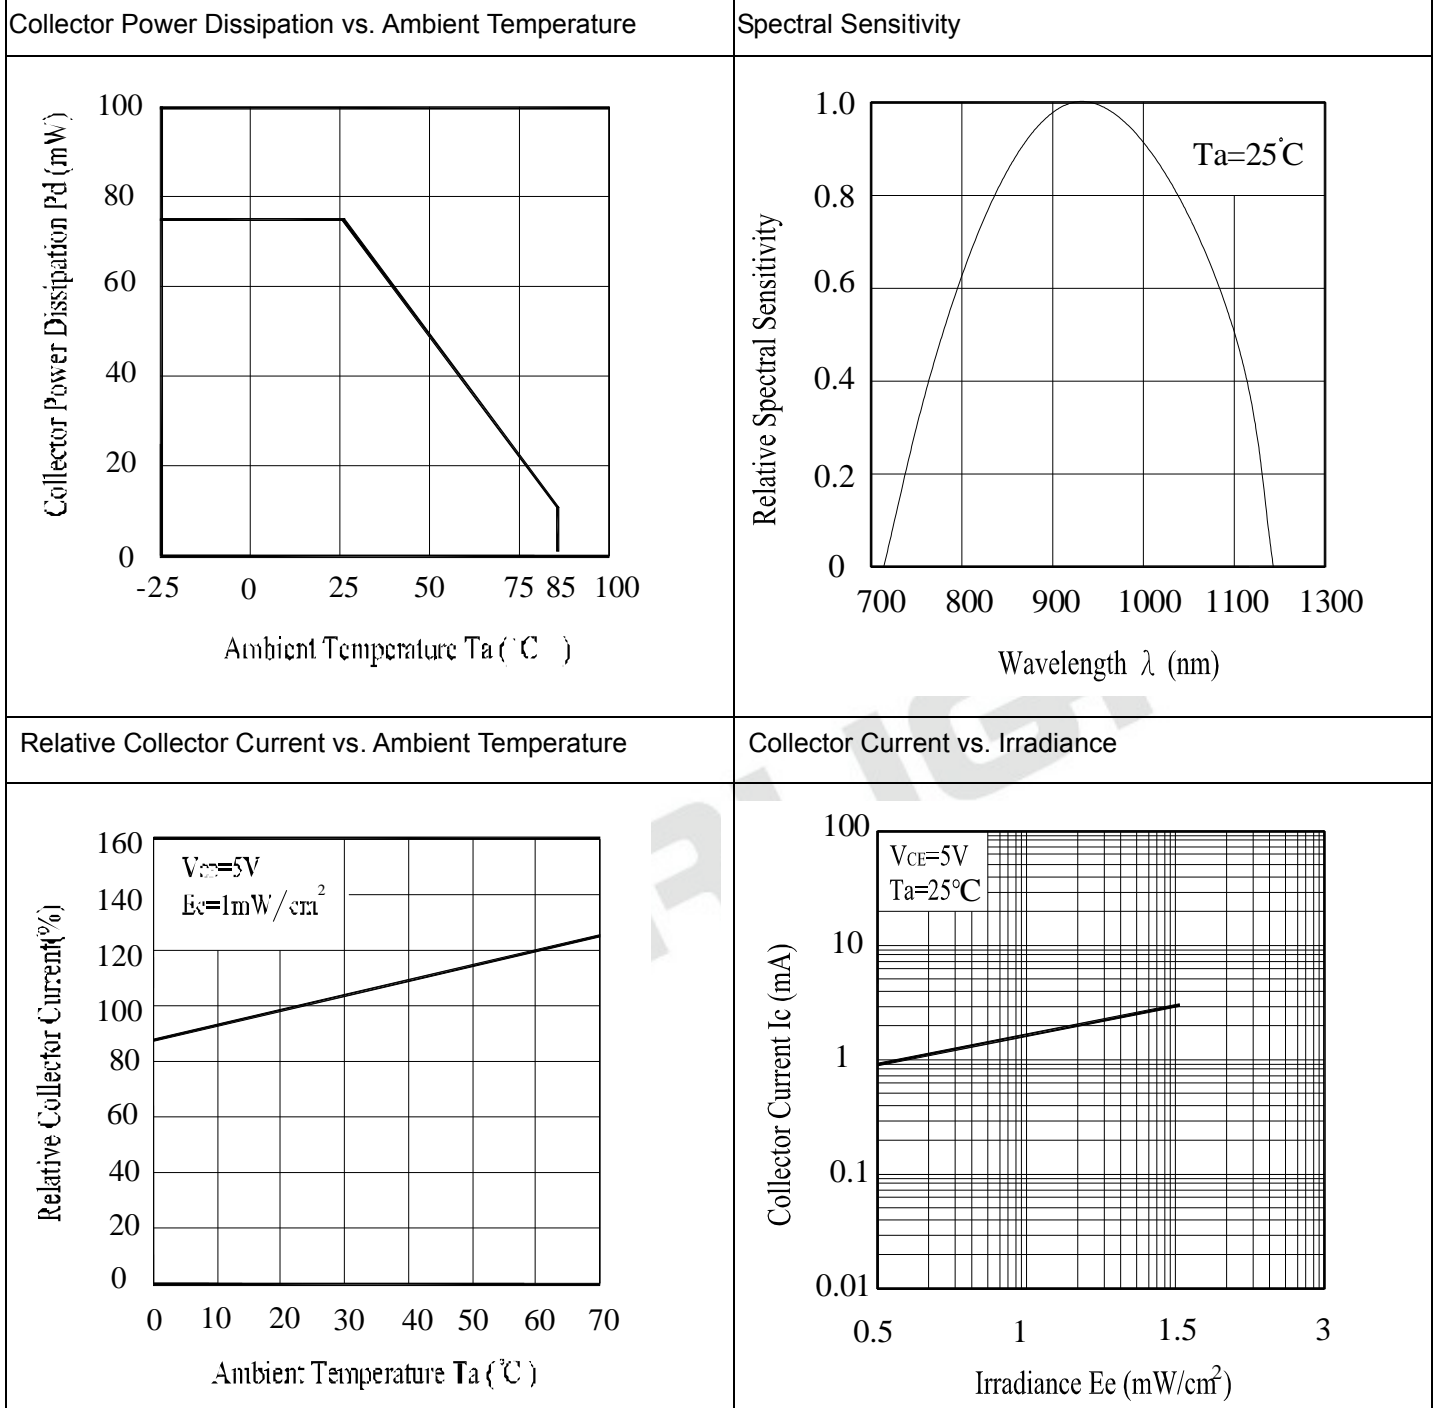 Collector Power Dissipation vs. Ambient Temperature
100
80
60
40
20
0
-25 0 25 50 75 85 100
Collector Power Dissipation Pd (mW)
Ambient Temperature Ta (°C )
Spectral Sensitivity
1.0
0.8
0.6
0.4
0.2
0
Ta=25°C
700 800 900 1000 1100 1300
Relative Spectral Sensitivity
Wavelength λ (nm)
Relative Collector Current vs. Ambient Temperature
160
140
120
100
80
60
40
20
0
VCE=5V
Ee=1mW/cm²
0 10 20 30 40 50 60 70
Relative Collector Current(%)
Ambient Temperature Ta (°C )
Collector Current vs. Irradiance
100
10
1
0.1
0.01
VCE=5V
Ta=25°C
0.5 1 1.5 3
Collector Current Ic (mA)
Irradiance Ee (mW/cm²)